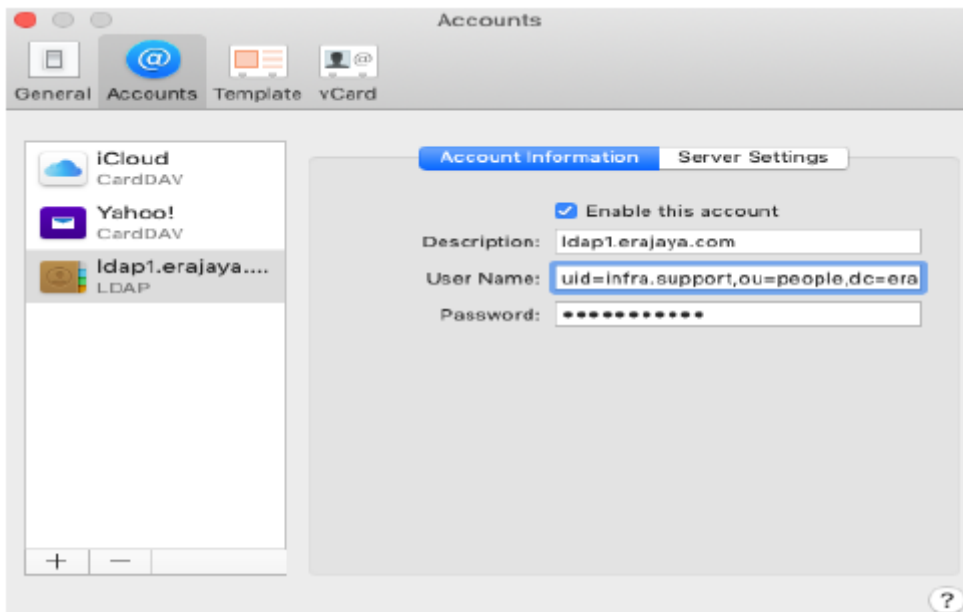 Accounts
General Accounts Template vCard
iCloud
CardDAV
Yahoo!
CardDAV
ldap1.erajaya....
LDAP
Account Information Server Settings
Enable this account
Description: ldap1.erajaya.com
User Name: uid=infra.support,ou=people,dc=era
Password: •••••••••••
+ —
?